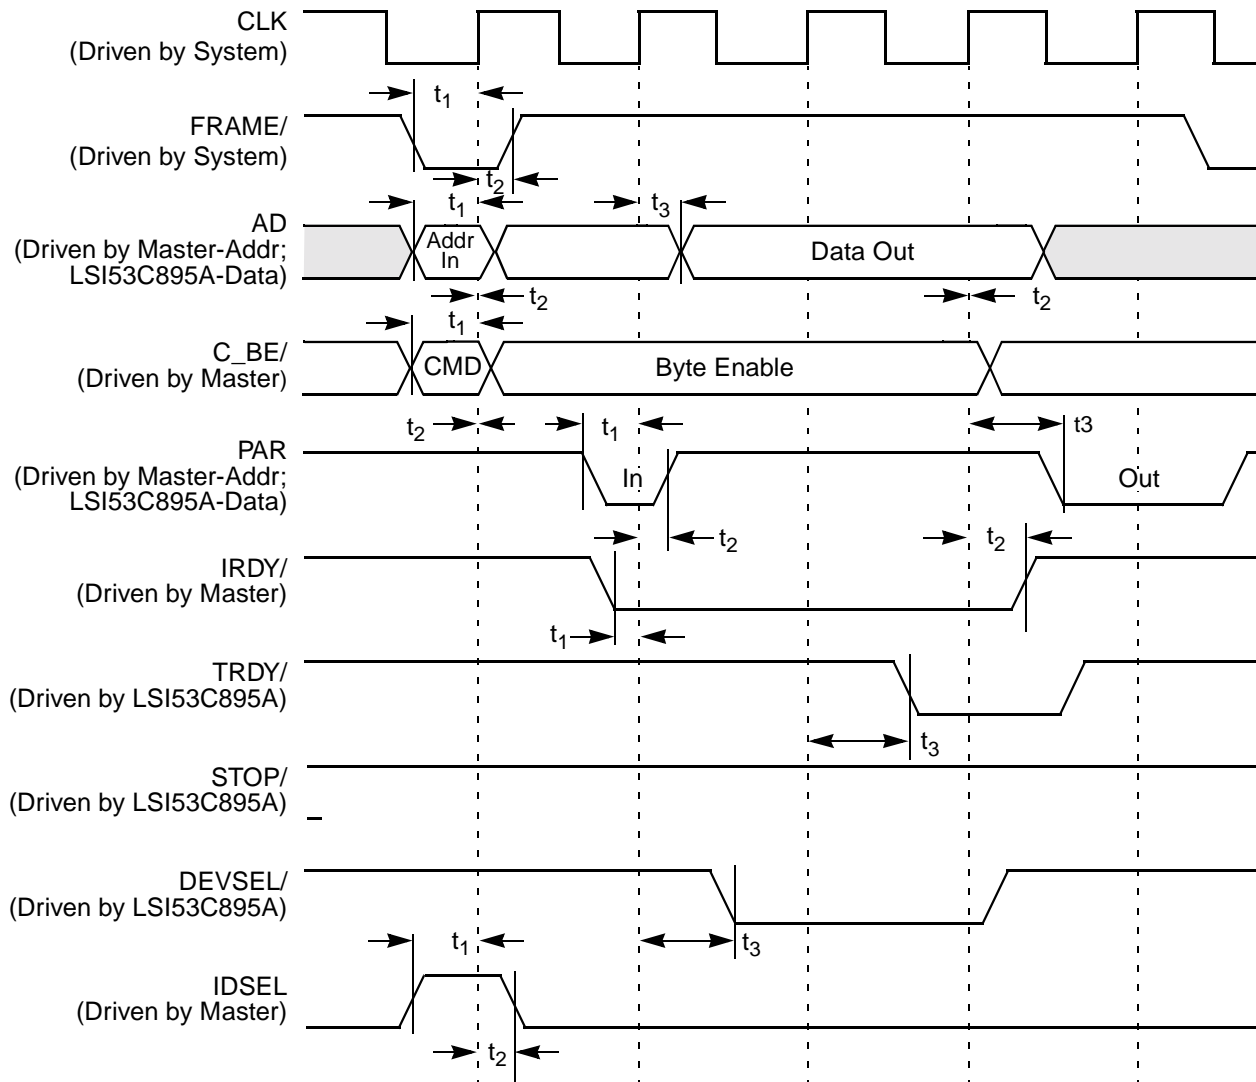 CLK
(Driven by System)
t1
FRAME/
(Driven by System)
t2
t1
t3
AD
(Driven by Master-Addr;
LSI53C895A-Data)
Addr
In
Data Out
t2
t2
t1
C_BE/
(Driven by Master)
CMD
Byte Enable
t2
t1
t3
PAR
(Driven by Master-Addr;
LSI53C895A-Data)
In
Out
t2
t2
IRDY/
(Driven by Master)
t1
TRDY/
(Driven by LSI53C895A)
t3
STOP/
(Driven by LSI53C895A)
DEVSEL/
(Driven by LSI53C895A)
t1
t3
IDSEL
(Driven by Master)
t2